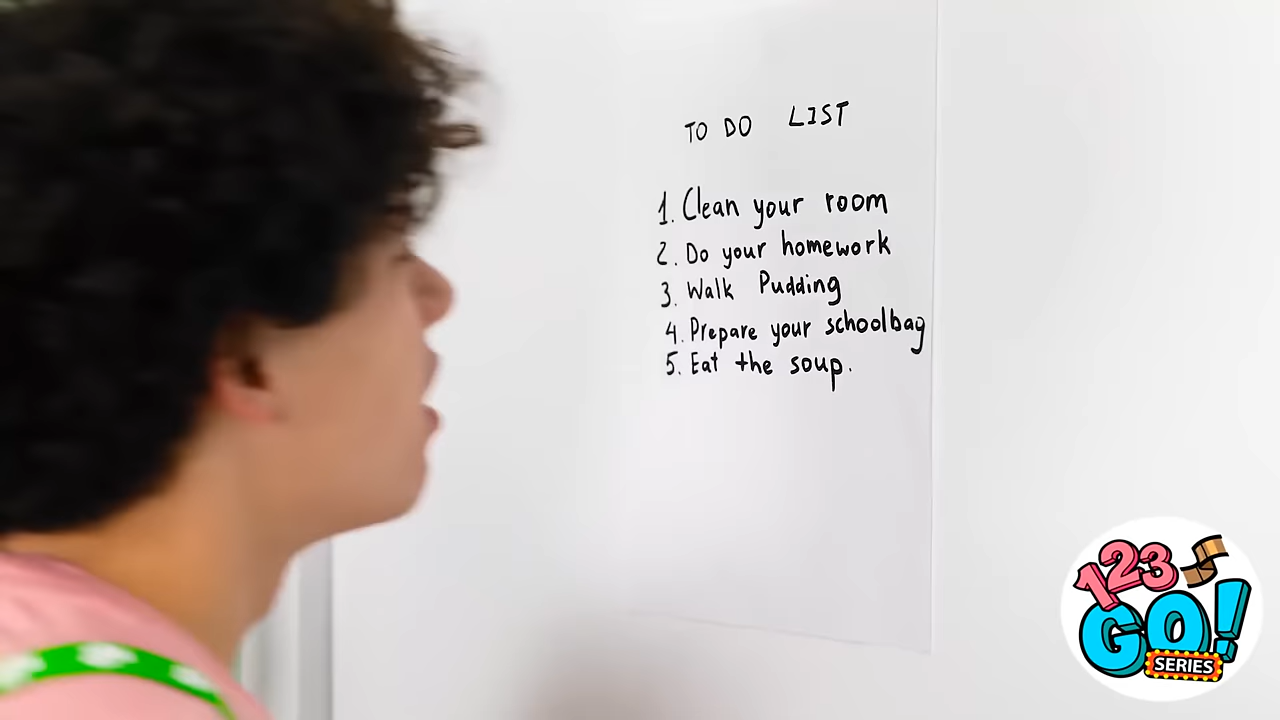 TO DO LIST
1. Clean your room
2. Do your homework
3. Walk Pudding
4. Prepare your schoolbag
5. Eat the soup.
123
GO!
SERIES